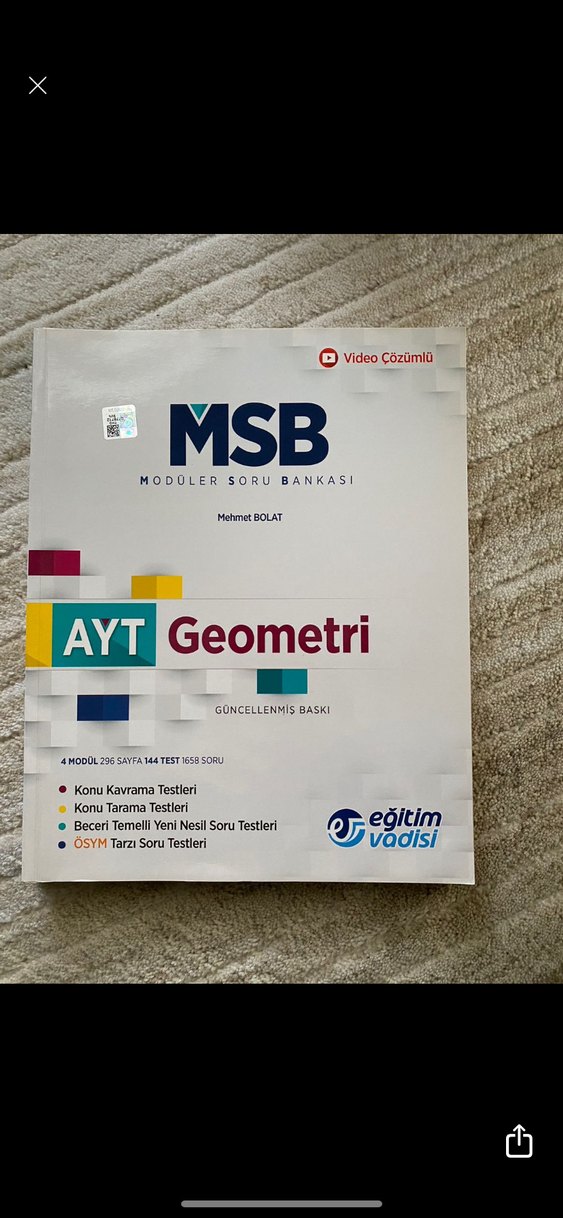 Video Çözümlü
MSB
MODÜLER SORU BANKASI
Mehmet BOLAT
AYT Geometri
GÜNCELLENMİŞ BASKI
4 MODÜL 296 SAYFA 144 TEST 1658 SORU
Konu Kavrama Testleri
Konu Tarama Testleri
Beceri Temelli Yeni Nesil Soru Testleri
ÖSYM Tarzı Soru Testleri
eğitim
vadisi